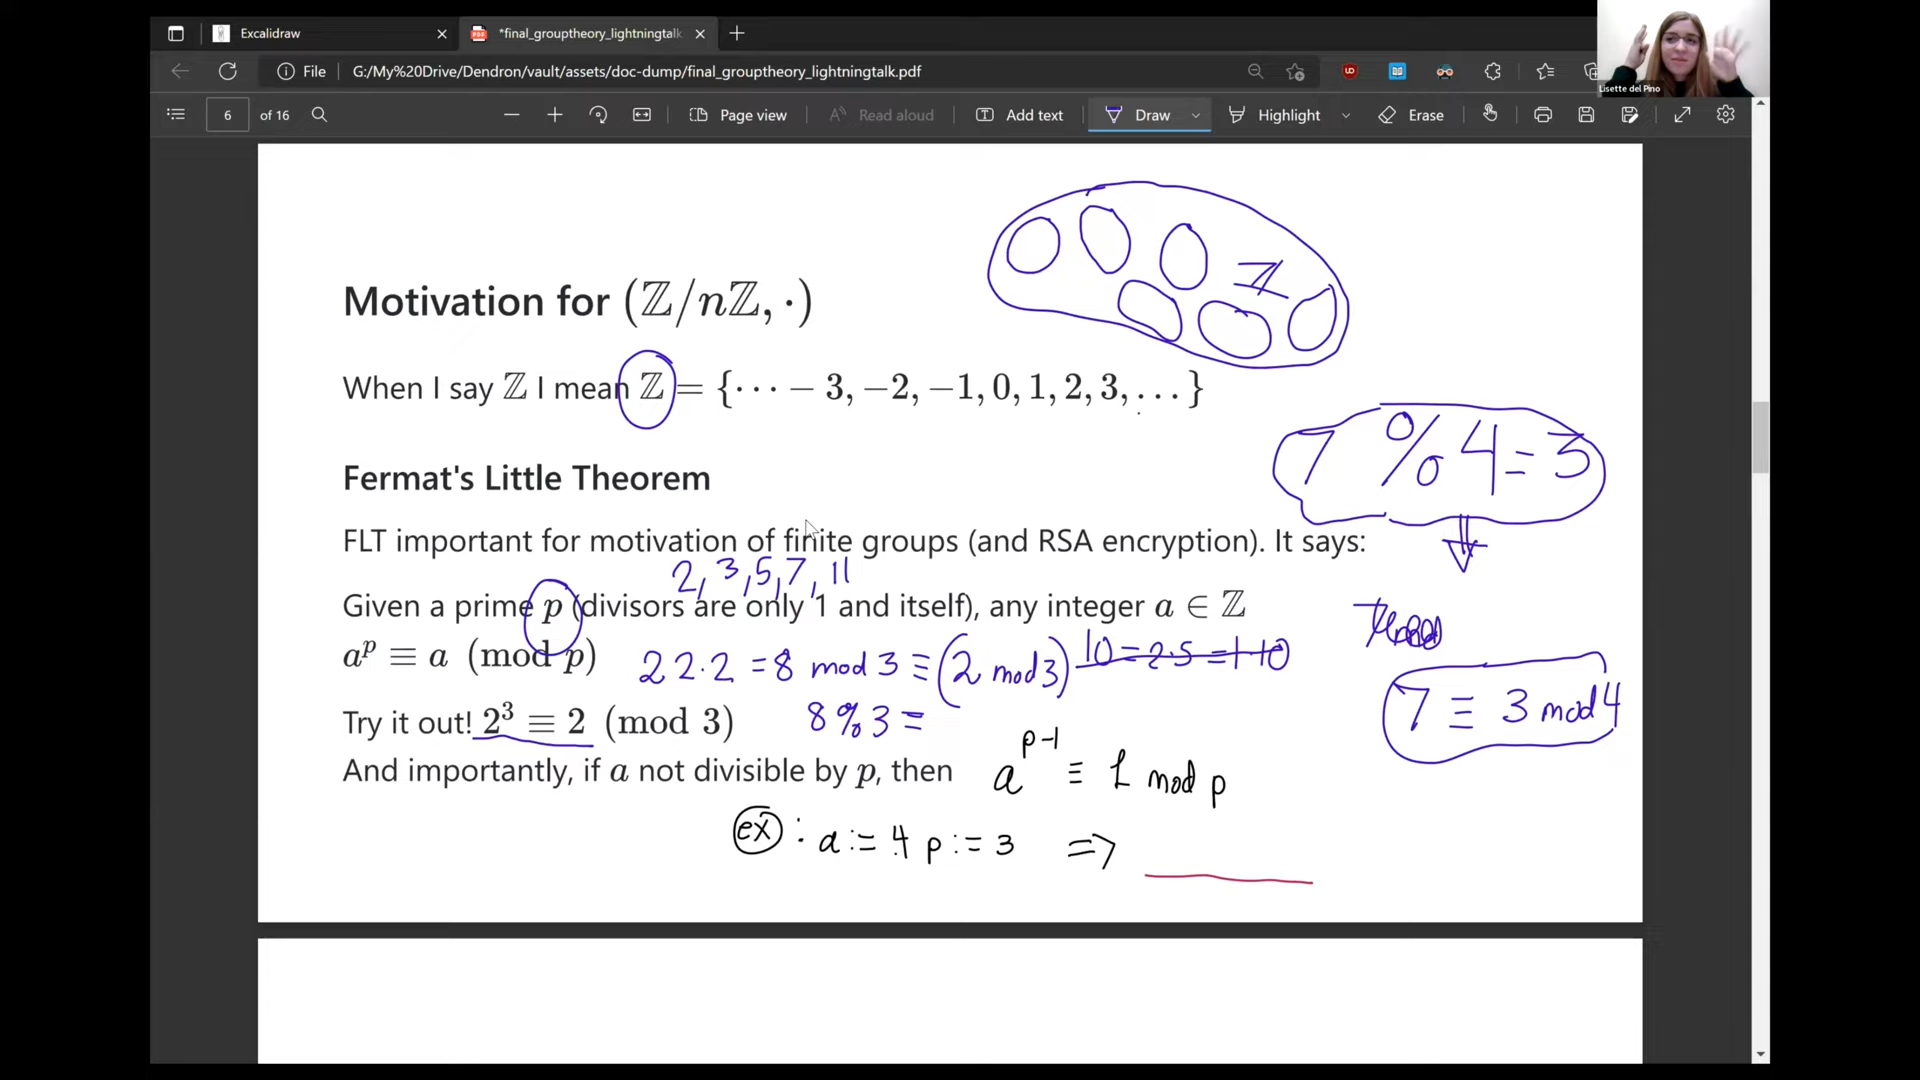 Excalidraw
*final_grouptheory_lightningtalk
File G:/My%20Drive/Dendron/vault/assets/doc-dump/final_grouptheory_lightningtalk.pdf
Lisette del Pino
6 of 16 Page view Read aloud Add text Draw Highlight Erase
Motivation for (ℤ/nℤ, ·)
When I say ℤ I mean ℤ = {⋯ − 3, −2, −1, 0, 1, 2, 3, …}
7 % 4 = 3
Fermat's Little Theorem
FLT important for motivation of finite groups (and RSA encryption). It says:
2, 3, 5, 7, 11
Given a prime p (divisors are only 1 and itself), any integer a ∈ ℤ
a^p ≡ a (mod p) 2 2·2 = 8 mod 3 ≡ (2 mod 3) 10 = 2·5 = 1·10
7 ≡ 3 mod 4
Try it out! 2^3 ≡ 2 (mod 3) 8 % 3 =
And importantly, if a not divisible by p, then a^{p-1} ≡ 1 mod p
ex : a := 4 p := 3 =>